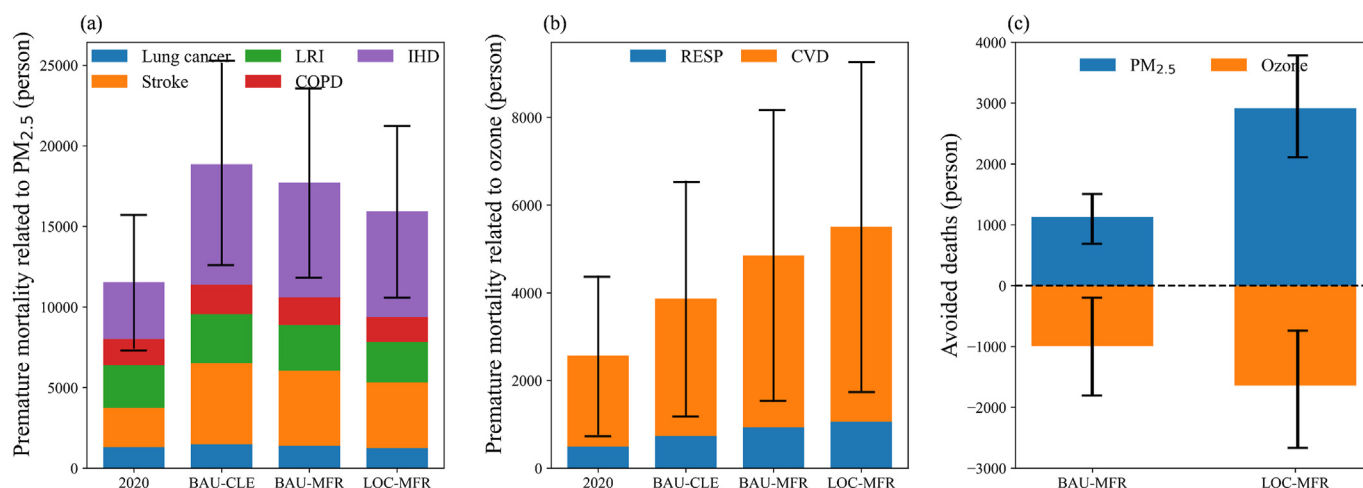 (a)
Lung cancer LRI IHD
Stroke COPD
Premature mortality related to PM2.5 (person)
25000
20000
15000
10000
5000
0
2020 BAU-CLE BAU-MFR LOC-MFR
(b)
RESP CVD
Premature mortality related to ozone (person)
8000
6000
4000
2000
0
2020 BAU-CLE BAU-MFR LOC-MFR
(c)
PM2.5 Ozone
Avoided deaths (person)
4000
3000
2000
1000
0
−1000
−2000
−3000
BAU-MFR LOC-MFR